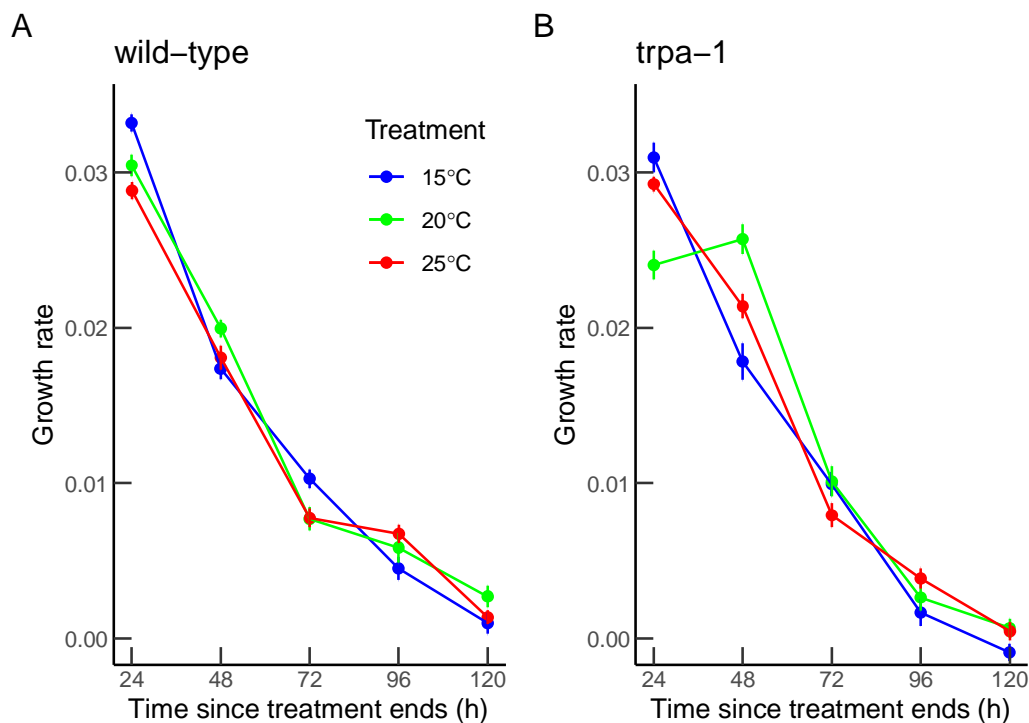 A
wild−type
Growth rate
0.03
0.02
0.01
0.00
Treatment
15°C
20°C
25°C
24 48 72 96 120
Time since treatment ends (h)
B
trpa−1
Growth rate
0.03
0.02
0.01
0.00
24 48 72 96 120
Time since treatment ends (h)